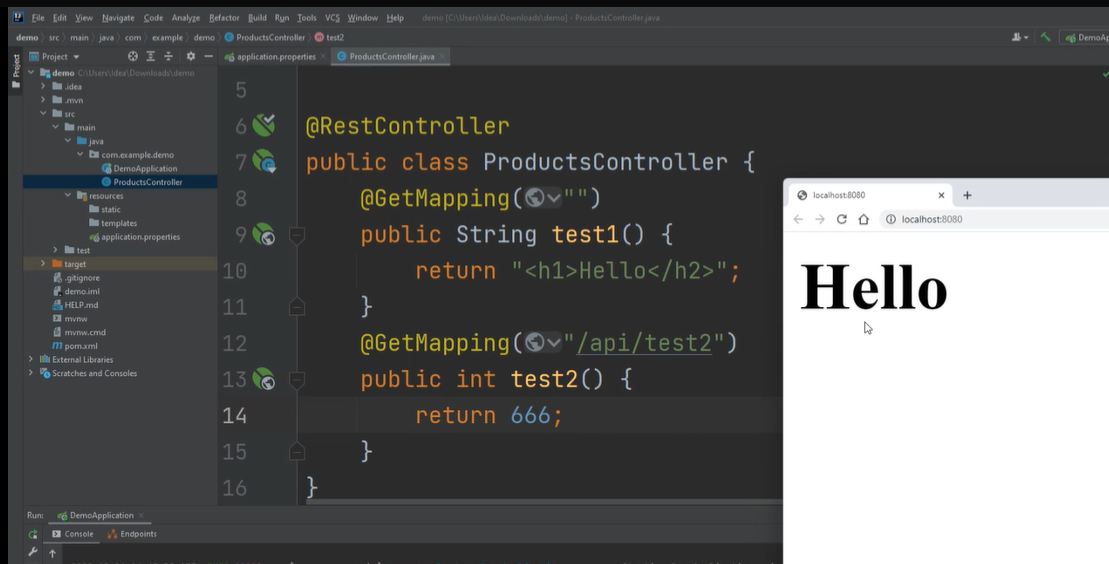 File Edit View Navigate Code Analyze Refactor Build Run Tools VCS Window Help demo [C:\Users\Idea\Downloads\demo] - ProductsController.java
demo src main java com example demo ProductsController test2
DemoAp
Project
Project
application.properties ProductsController.java
demo C:\Users\Idea\Downloads\demo
.idea
.mvn
src
main
java
com.example.demo
DemoApplication
ProductsController
resources
static
templates
application.properties
test
target
.gitignore
demo.iml
HELP.md
mvnw
mvnw.cmd
pom.xml
External Libraries
Scratches and Consoles
5
6 @RestController
7 public class ProductsController {
8 @GetMapping("")
9 public String test1() {
10 return "<h1>Hello</h2>";
11 }
12 @GetMapping("/api/test2")
13 public int test2() {
14 return 666;
15 }
16 }
localhost:8080
localhost:8080
Hello
Run: DemoApplication
Console Endpoints